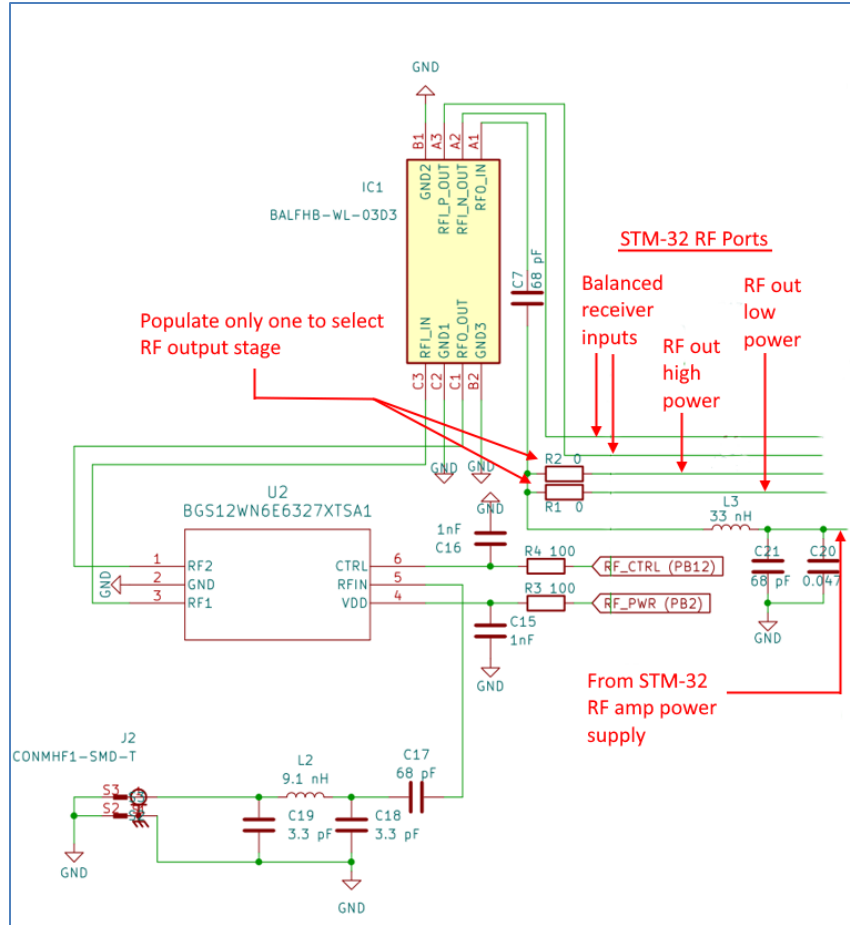 GND
B1
A3
A2
A1
GND2
RFI_P_OUT
RFI_N_OUT
RFO_IN
IC1
BALFHB-WL-03D3
RFI_IN
GND1
RFO_OUT
GND3
C3
C2
C1
B2
C7
68 pF
STM-32 RF Ports
Balanced
receiver
inputs
RF out
low
power
RF out
high
power
Populate only one to select
RF output stage
GND
GND
R2 0
R1 0
L3
33 nH
U2
BGS12WN6E6327XTSA1
GND
1nF
C16
R4 100
RF_CTRL (PB12)
C21
68 pF
C20
0.047
GND
1
RF2
CTRL
6
2
GND
RFIN
5
3
RF1
VDD
4
GND
R3 100
RF_PWR (PB2)
C15
1nF
GND
From STM-32
RF amp power
supply
J2
CONMHF1-SMD-T
S3
S2
L2
9.1 nH
C17
68 pF
C19
3.3 pF
C18
3.3 pF
GND
GND